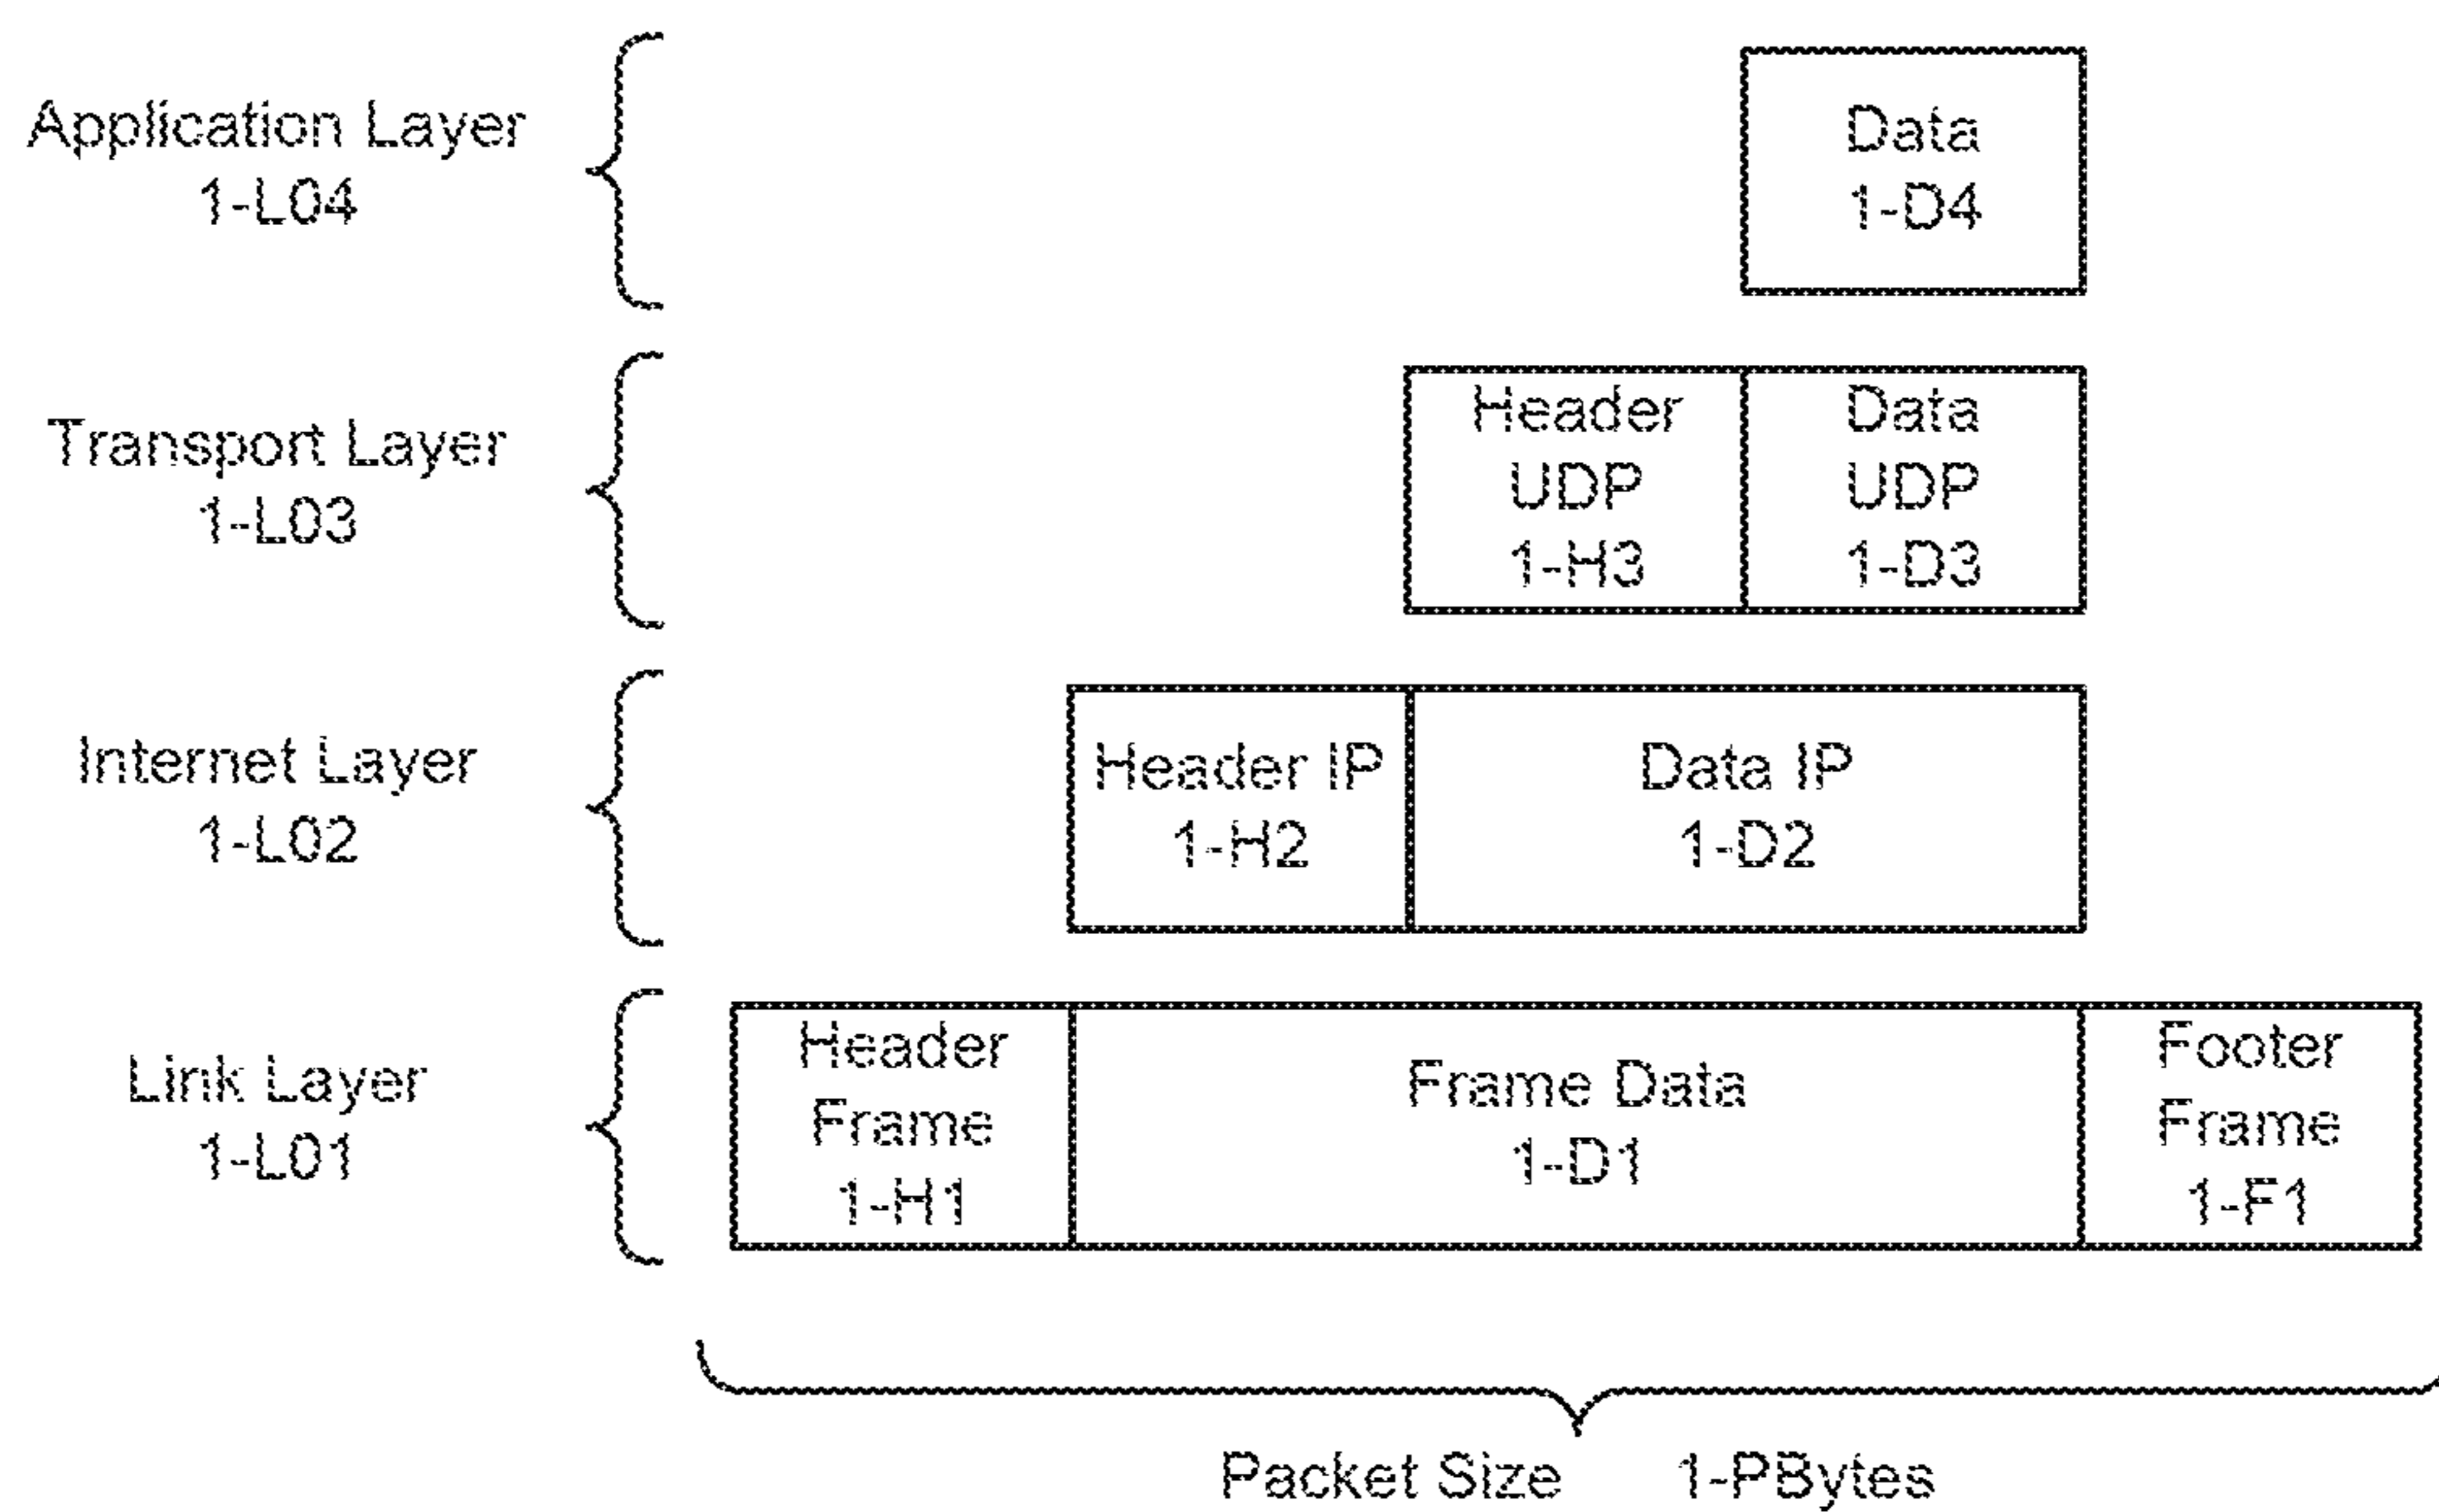 Application Layer
1-L04
Data
1-D4
Transport Layer
1-L03
Header
UDP
1-H3
Data
UDP
1-D3
Internet Layer
1-L02
Header IP
1-H2
Data IP
1-D2
Link Layer
1-L01
Header
Frame
1-H1
Frame Data
1-D1
Footer
Frame
1-F1
Packet Size 1-PBytes